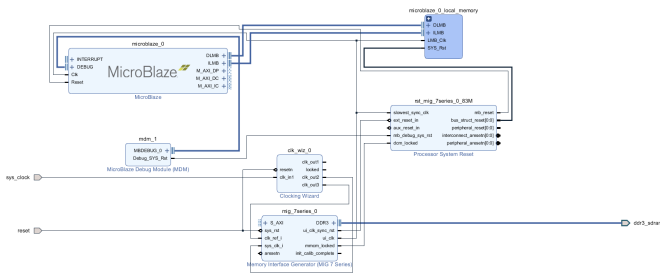 microblaze_0_local_memory
DLMB
ILMB
LMB_Clk
SYS_Rst
microblaze_0
INTERRUPT
DEBUG
Clk
Reset
MicroBlaze
DLMB
ILMB
M_AXI_DP
M_AXI_DC
M_AXI_IC
MicroBlaze
rst_mig_7series_0_83M
slowest_sync_clk
ext_reset_in
aux_reset_in
mb_debug_sys_rst
dcm_locked
mb_reset
bus_struct_reset[0:0]
peripheral_reset[0:0]
interconnect_aresetn[0:0]
peripheral_aresetn[0:0]
Processor System Reset
mdm_1
MBDEBUG_0
Debug_SYS_Rst
MicroBlaze Debug Module (MDM)
clk_wiz_0
resetn
clk_in1
clk_out1
locked
clk_out2
clk_out3
Clocking Wizard
sys_clock
mig_7series_0
S_AXI
sys_rst
clk_ref_i
sys_clk_i
aresetn
DDR3
ui_clk_sync_rst
ui_clk
mmcm_locked
init_calib_complete
Memory Interface Generator (MIG 7 Series)
reset
ddr3_sdram